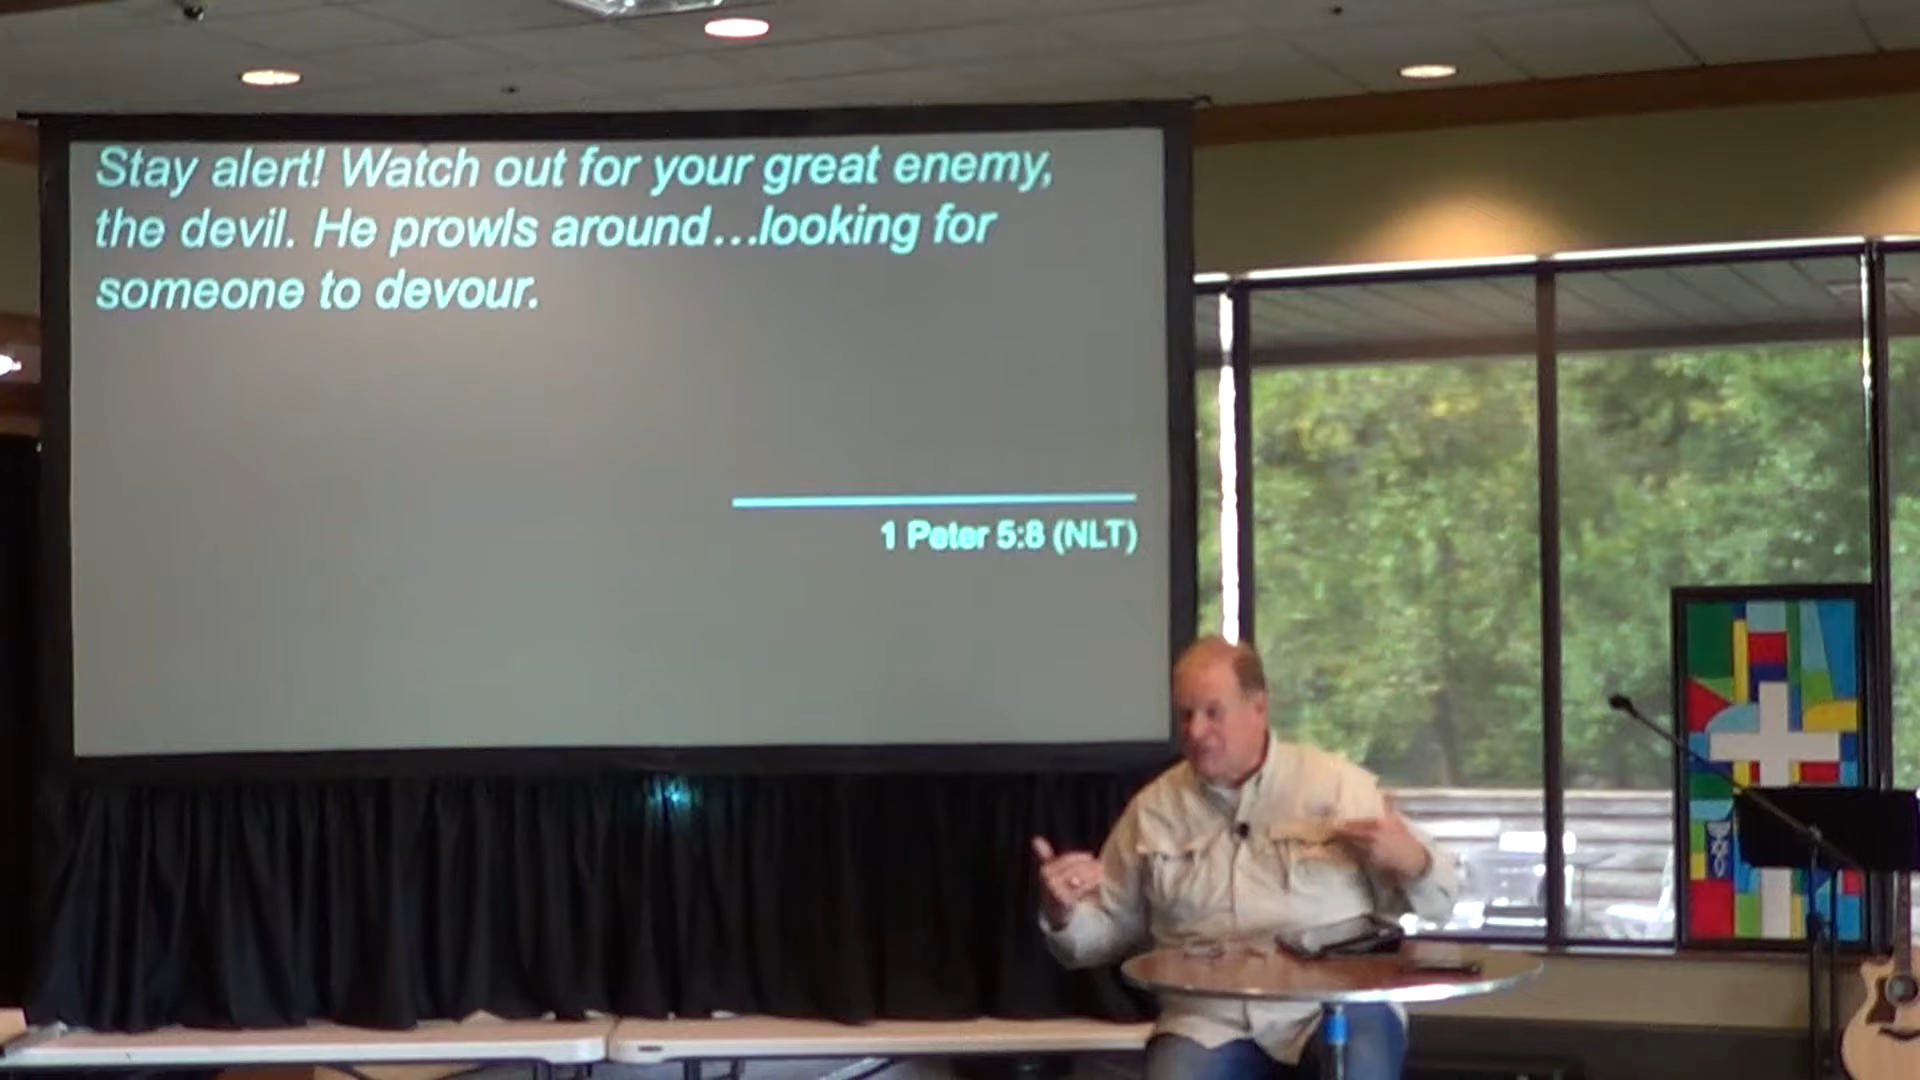 Stay alert! Watch out for your great enemy,
the devil. He prowls around...looking for
someone to devour.
1 Peter 5:8 (NLT)